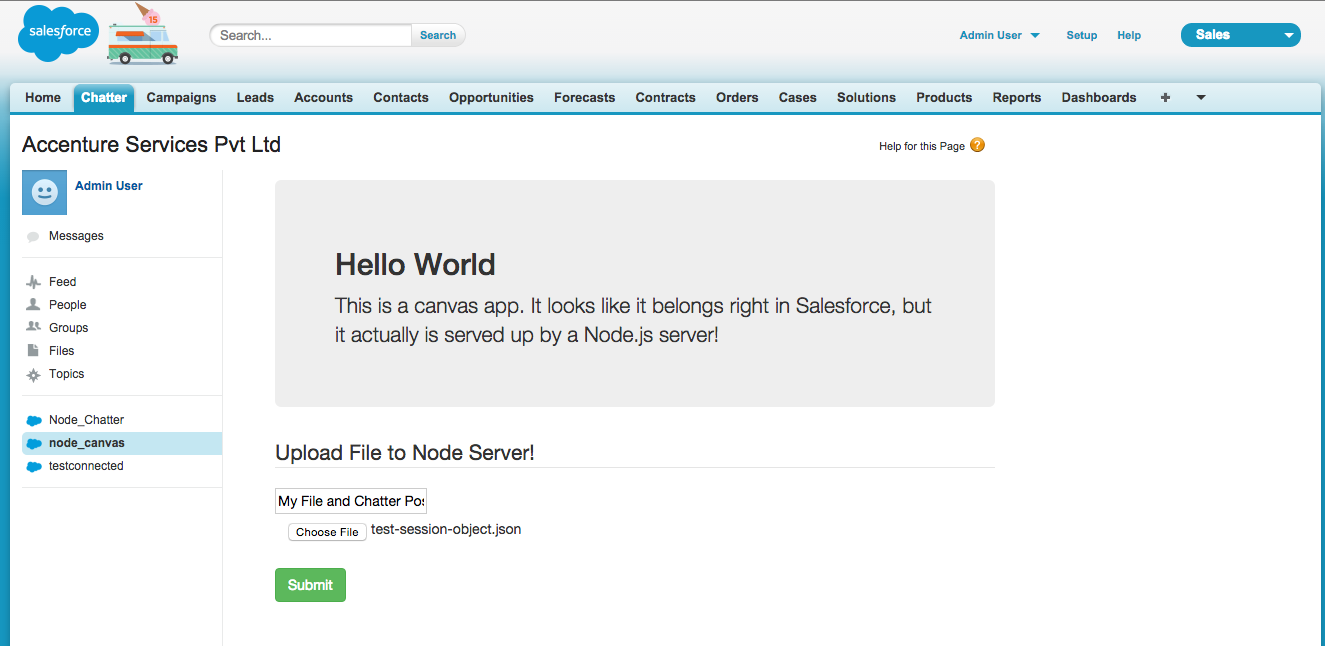 salesforce
15
Search...
Search
Admin User
Setup
Help
Sales
Home Chatter Campaigns Leads Accounts Contacts Opportunities Forecasts Contracts Orders Cases Solutions Products Reports Dashboards +
Accenture Services Pvt Ltd
Help for this Page ?
Admin User
Messages
Feed
People
Groups
Files
Topics
Node_Chatter
node_canvas
testconnected
Hello World
This is a canvas app. It looks like it belongs right in Salesforce, but
it actually is served up by a Node.js server!
Upload File to Node Server!
My File and Chatter Pos
Choose File test-session-object.json
Submit